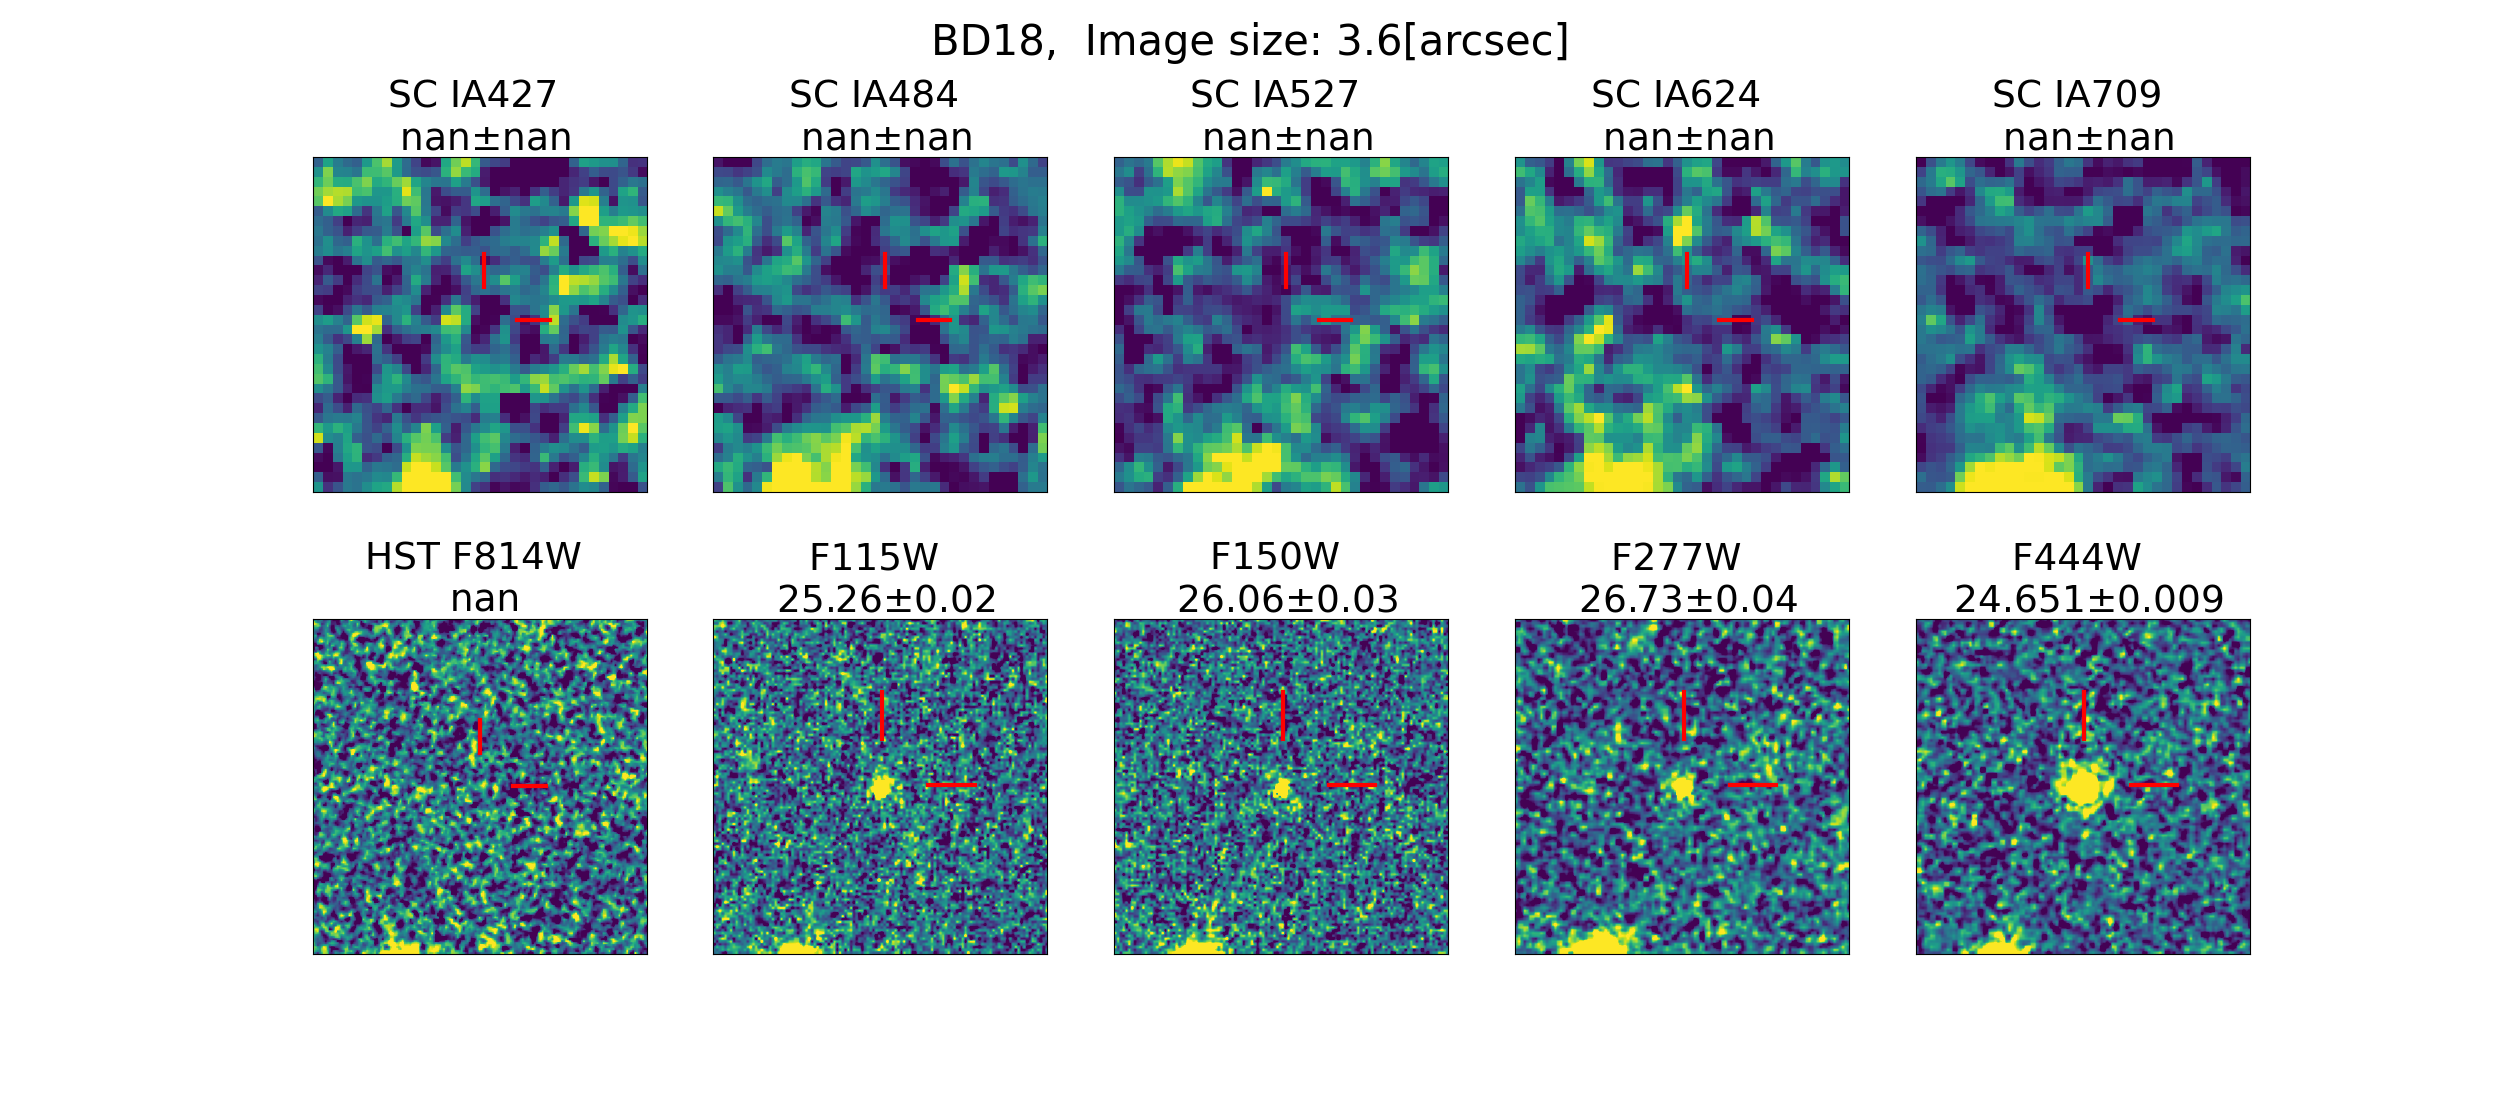 BD18,  Image size: 3.6[arcsec]
SC IA427
nan±nan
SC IA484
nan±nan
SC IA527
nan±nan
SC IA624
nan±nan
SC IA709
nan±nan
HST F814W
nan
F115W
25.26±0.02
F150W
26.06±0.03
F277W
26.73±0.04
F444W
24.651±0.009